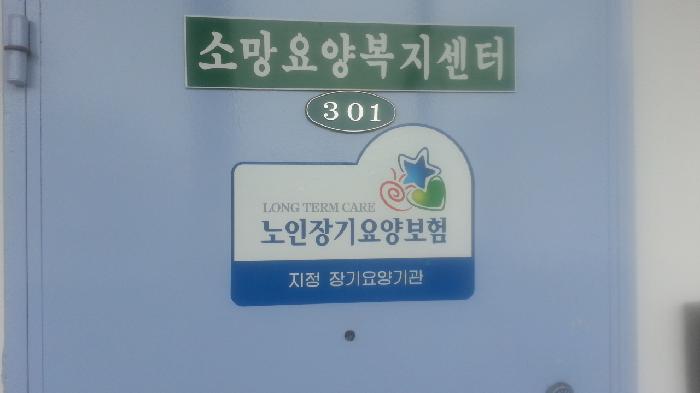 소망요양복지센터
301
LONG TERM CARE
노인장기요양보험
지정 장기요양기관